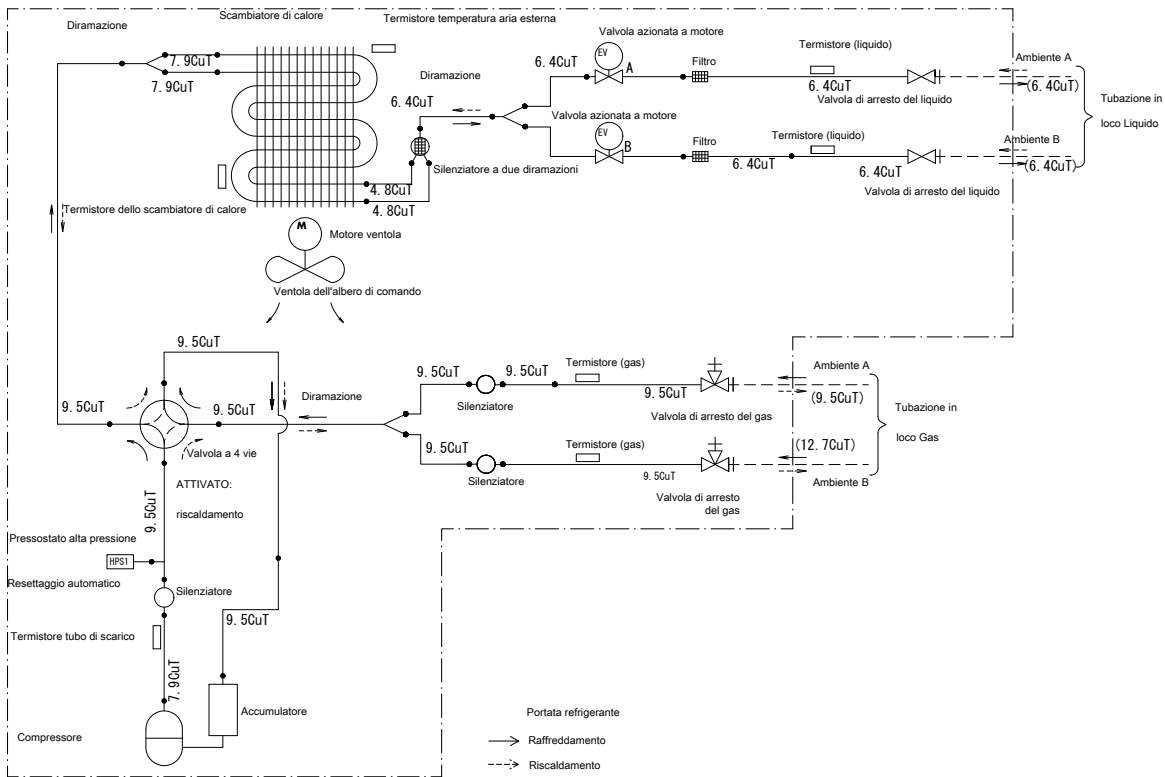 Diramazione
Scambiatore di calore
Termistore temperatura aria esterna
7.9CuT
7.9CuT
Diramazione
6.4CuT
6.4CuT
Valvola azionata a motore
EV
A
Filtro
Termistore (liquido)
6.4CuT
Valvola di arresto del liquido
Ambiente A
(6.4CuT)
Valvola azionata a motore
EV
B
Filtro
6.4CuT
Termistore (liquido)
6.4CuT
Valvola di arresto del liquido
Ambiente B
(6.4CuT)
Tubazione in
loco Liquido
Silenziatore a due diramazioni
4.8CuT
4.8CuT
Termistore dello scambiatore di calore
M
Motore ventola
Ventola dell'albero di comando
9.5CuT
9.5CuT
9.5CuT
Diramazione
Valvola a 4 vie
ATTIVATO:
riscaldamento
9.5CuT
Silenziatore
9.5CuT
Termistore (gas)
9.5CuT
Valvola di arresto del gas
Ambiente A
(9.5CuT)
9.5CuT
Silenziatore
Termistore (gas)
9.5CuT
Valvola di arresto
del gas
(12.7CuT)
Ambiente B
Tubazione in
loco Gas
9.5CuT
Pressostato alta pressione
HPS1
Resettaggio automatico
Silenziatore
Termistore tubo di scarico
7.9CuT
9.5CuT
Accumulatore
Compressore
Portata refrigerante
Raffreddamento
Riscaldamento